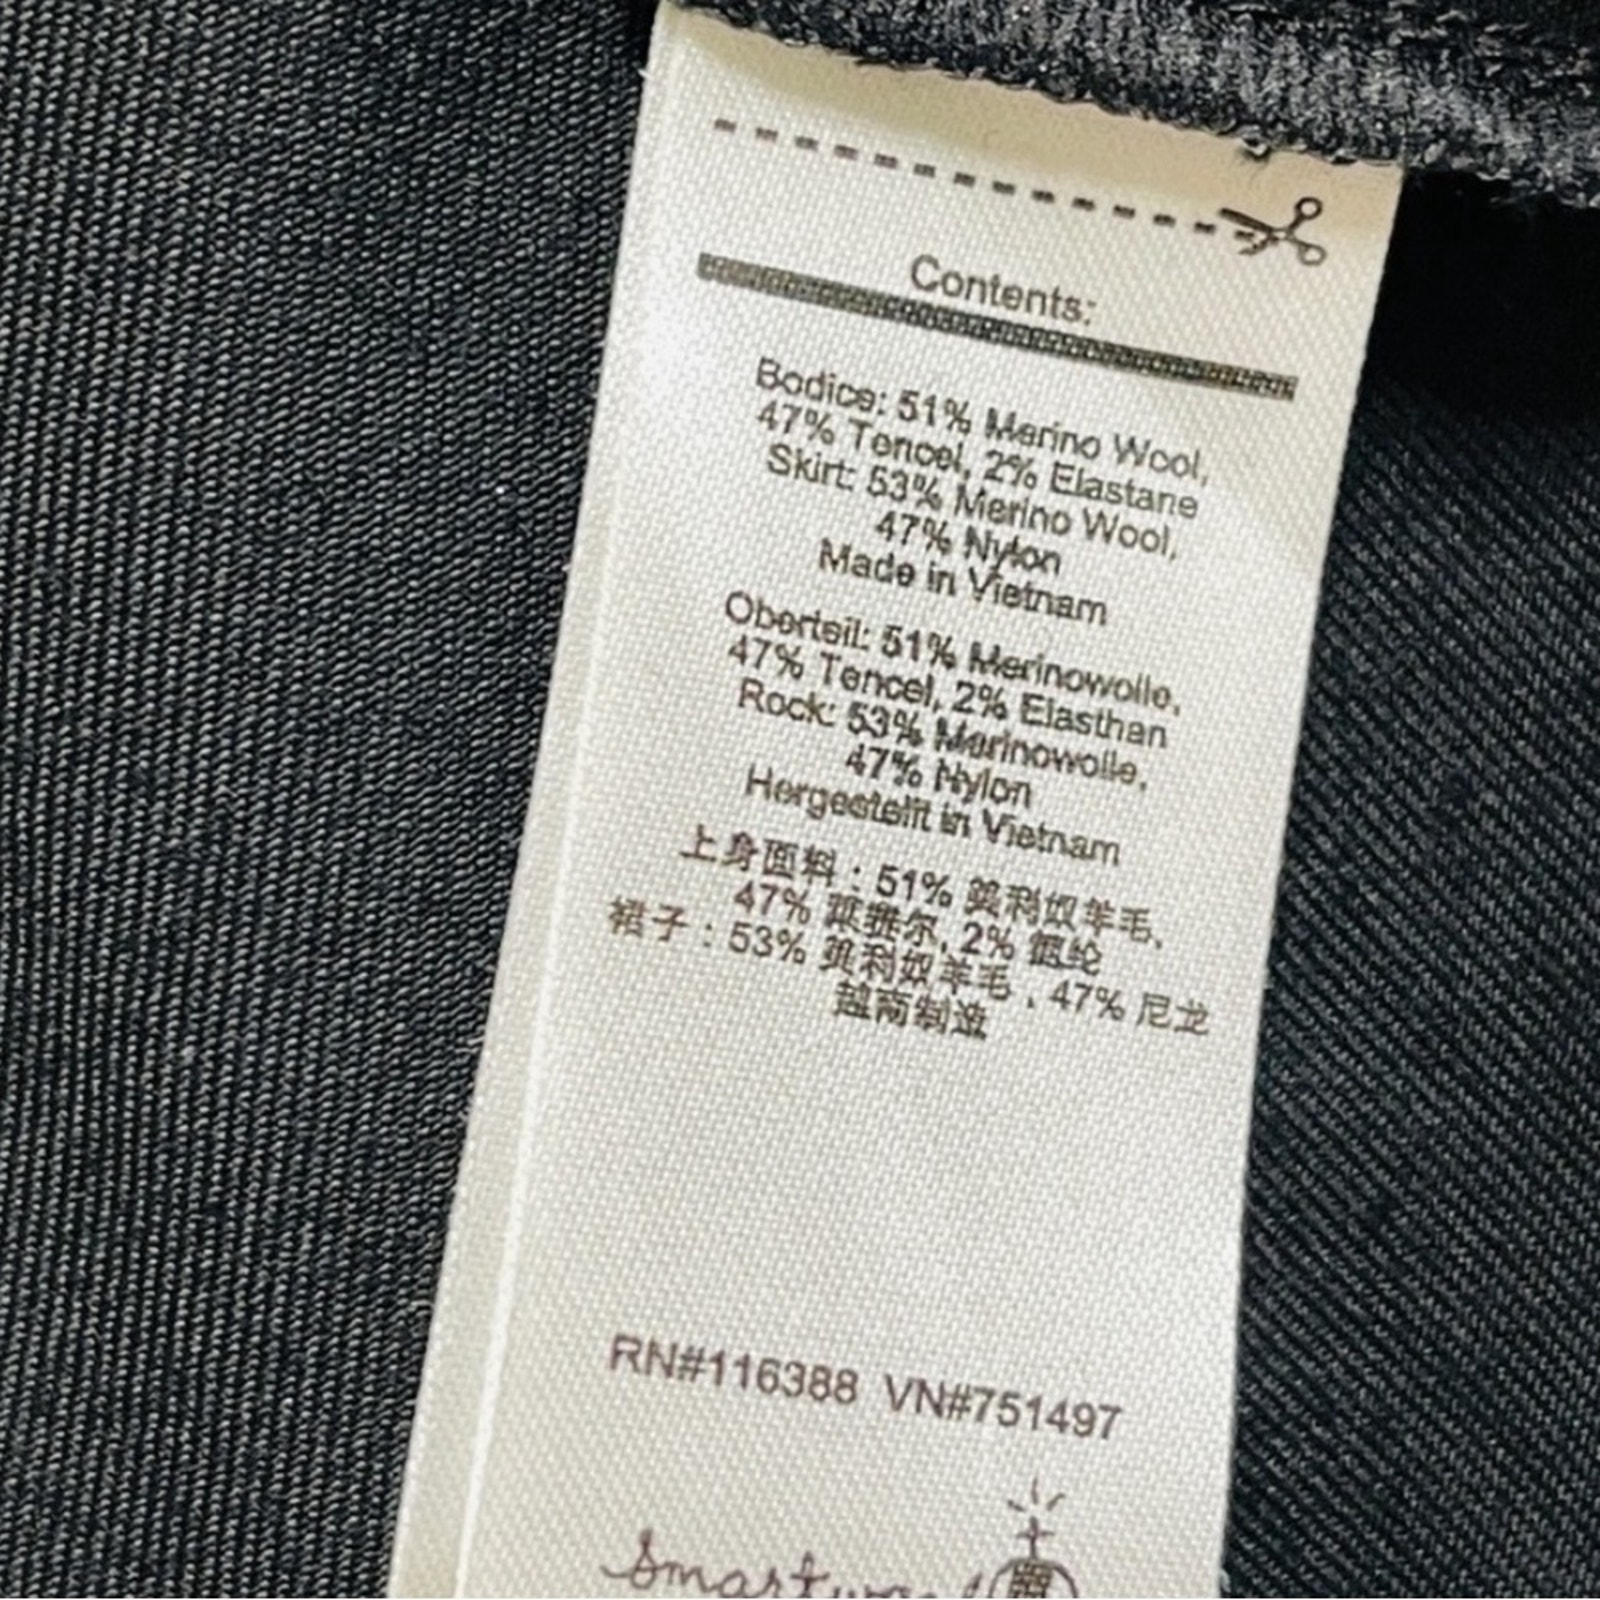 Contents:
Bodice: 51% Merino Wool,
47% Tencel, 2% Elastane
Skirt: 53% Merino Wool,
47% Nylon
Made in Vietnam
Oberteil: 51% Merinowolle,
47% Tencel, 2% Elasthan
Rock: 53% Merinowolle,
47% Nylon
Hergestellt in Vietnam
上身面料：51% 美利奴羊毛,
47% 莱赛尔, 2% 氨纶
裙子：53% 美利奴羊毛，47% 尼龙
越南制造
RN#116388 VN#751497